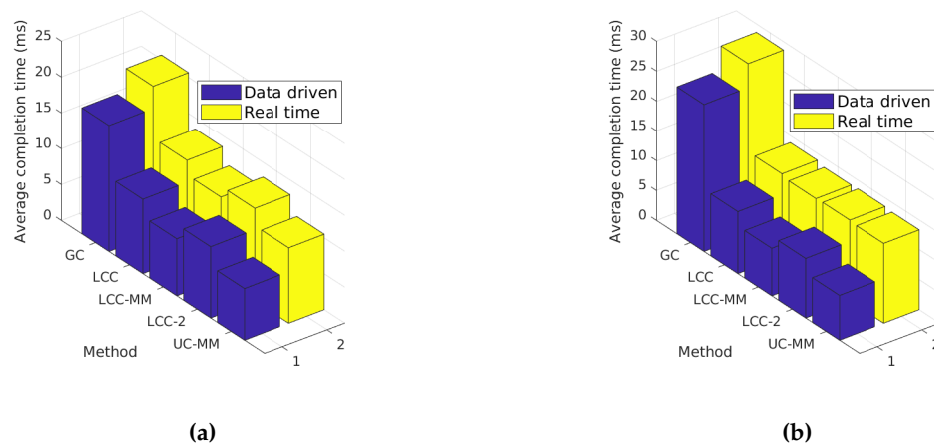 Average completion time (ms)
25
20
15
10
5
0
GC
LCC
LCC-MM
LCC-2
UC-MM
Method
1
2
Data driven
Real time
(a)
Average completion time (ms)
30
25
20
15
10
5
0
GC
LCC
LCC-MM
LCC-2
UC-MM
Method
1
2
Data driven
Real time
(b)